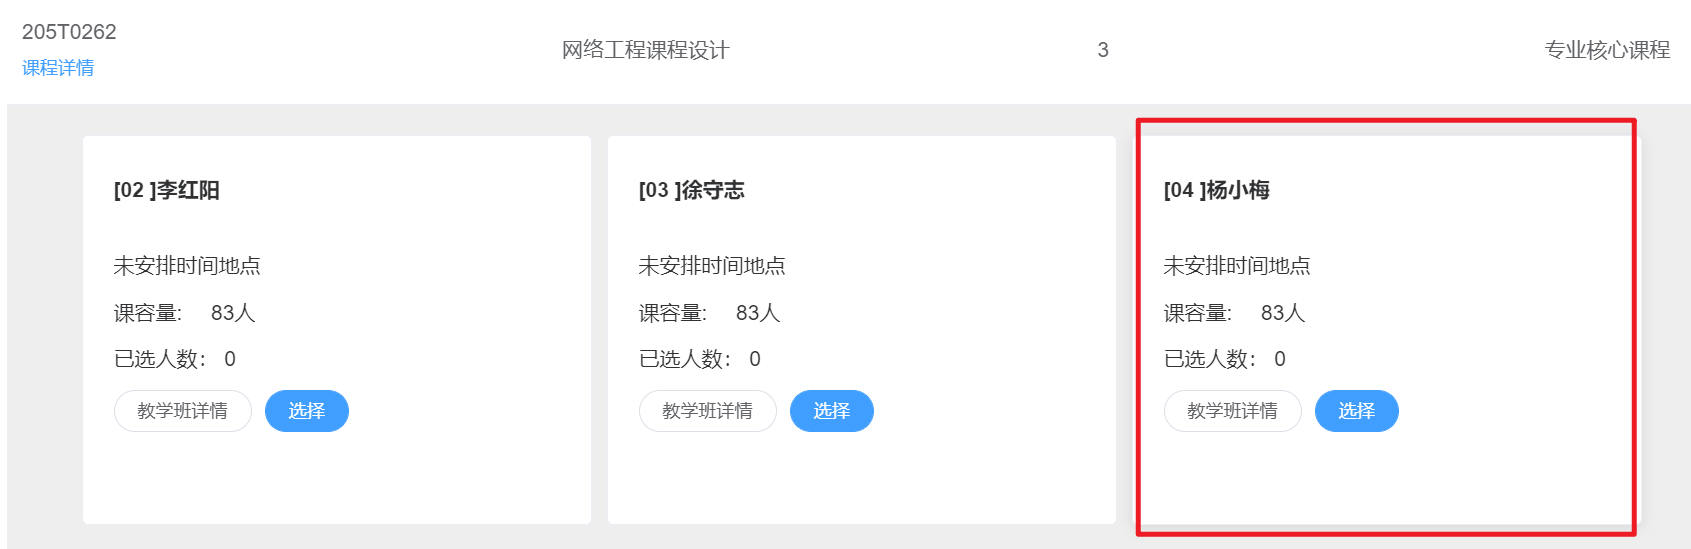 205T0262
课程详情
网络工程课程设计
3
专业核心课程
[02 ]李红阳
未安排时间地点
课容量: 83人
已选人数： 0
教学班详情 选择
[03 ]徐守志
未安排时间地点
课容量: 83人
已选人数： 0
教学班详情 选择
[04 ]杨小梅
未安排时间地点
课容量: 83人
已选人数： 0
教学班详情 选择